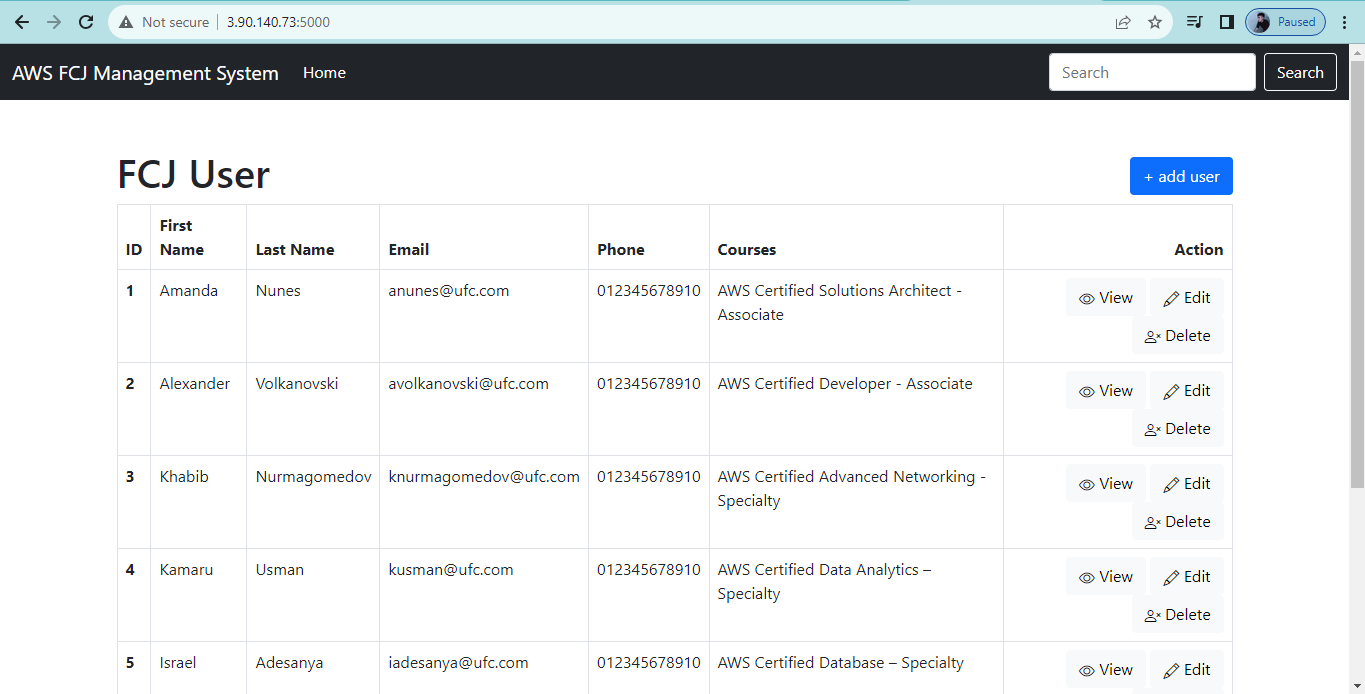 Not secure 3.90.140.73:5000 Paused
AWS FCJ Management System Home Search Search
FCJ User + add user
ID First Name Last Name Email Phone Courses Action
1 Amanda Nunes anunes@ufc.com 012345678910 AWS Certified Solutions Architect - View Edit
Associate Delete
2 Alexander Volkanovski avolkanovski@ufc.com 012345678910 AWS Certified Developer - Associate View Edit
Delete
3 Khabib Nurmagomedov knurmagomedov@ufc.com 012345678910 AWS Certified Advanced Networking - View Edit
Specialty Delete
4 Kamaru Usman kusman@ufc.com 012345678910 AWS Certified Data Analytics – View Edit
Specialty Delete
5 Israel Adesanya iadesanya@ufc.com 012345678910 AWS Certified Database – Specialty View Edit